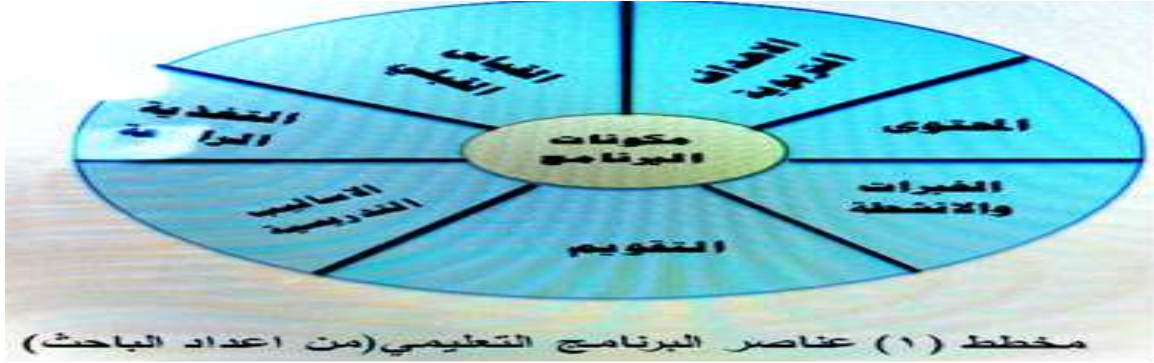 القياس
القبلي
الاهداف
التربوية
التغذية
المحتوى
مكونات
البرنامج
الخبرات
والانشطة
الاساليب
التدريسية
التقويم
مخطط (١) عناصر البرنامج التعليمي(من اعداد الباحث)